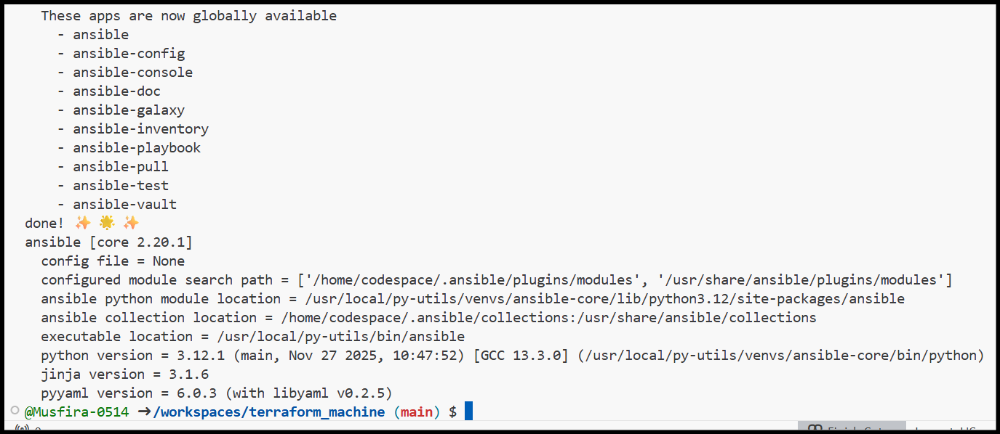 These apps are now globally available
- ansible
- ansible-config
- ansible-console
- ansible-doc
- ansible-galaxy
- ansible-inventory
- ansible-playbook
- ansible-pull
- ansible-test
- ansible-vault
done! ✨ 🌟 ✨
ansible [core 2.20.1]
config file = None
configured module search path = ['/home/codespace/.ansible/plugins/modules', '/usr/share/ansible/plugins/modules']
ansible python module location = /usr/local/py-utils/venvs/ansible-core/lib/python3.12/site-packages/ansible
ansible collection location = /home/codespace/.ansible/collections:/usr/share/ansible/collections
executable location = /usr/local/py-utils/bin/ansible
python version = 3.12.1 (main, Nov 27 2025, 10:47:52) [GCC 13.3.0] (/usr/local/py-utils/venvs/ansible-core/bin/python)
jinja version = 3.1.6
pyyaml version = 6.0.3 (with libyaml v0.2.5)
@Musfira-0514 ➜ /workspaces/terraform_machine (main) $